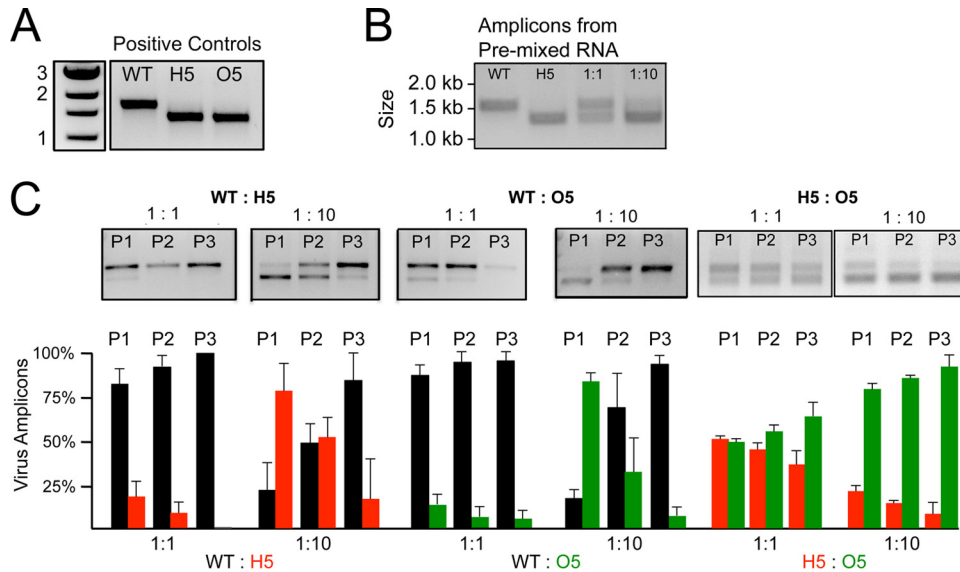 A
Positive Controls
3
2
1
WT H5 O5
B
Amplicons from
Pre-mixed RNA
Size
2.0 kb
1.5 kb
1.0 kb
WT H5 1:1 1:10
C
WT : H5
1 : 1 1 : 10
P1 P2 P3 P1 P2 P3
WT : O5
1 : 1 1 : 10
P1 P2 P3 P1 P2 P3
H5 : O5
1 : 1 1 : 10
P1 P2 P3 P1 P2 P3
Virus Amplicons
100%
75%
50%
25%
P1 P2 P3 P1 P2 P3 P1 P2 P3 P1 P2 P3 P1 P2 P3 P1 P2 P3
1:1 1:10 1:1 1:10 1:1 1:10
WT : H5 WT : O5 H5 : O5